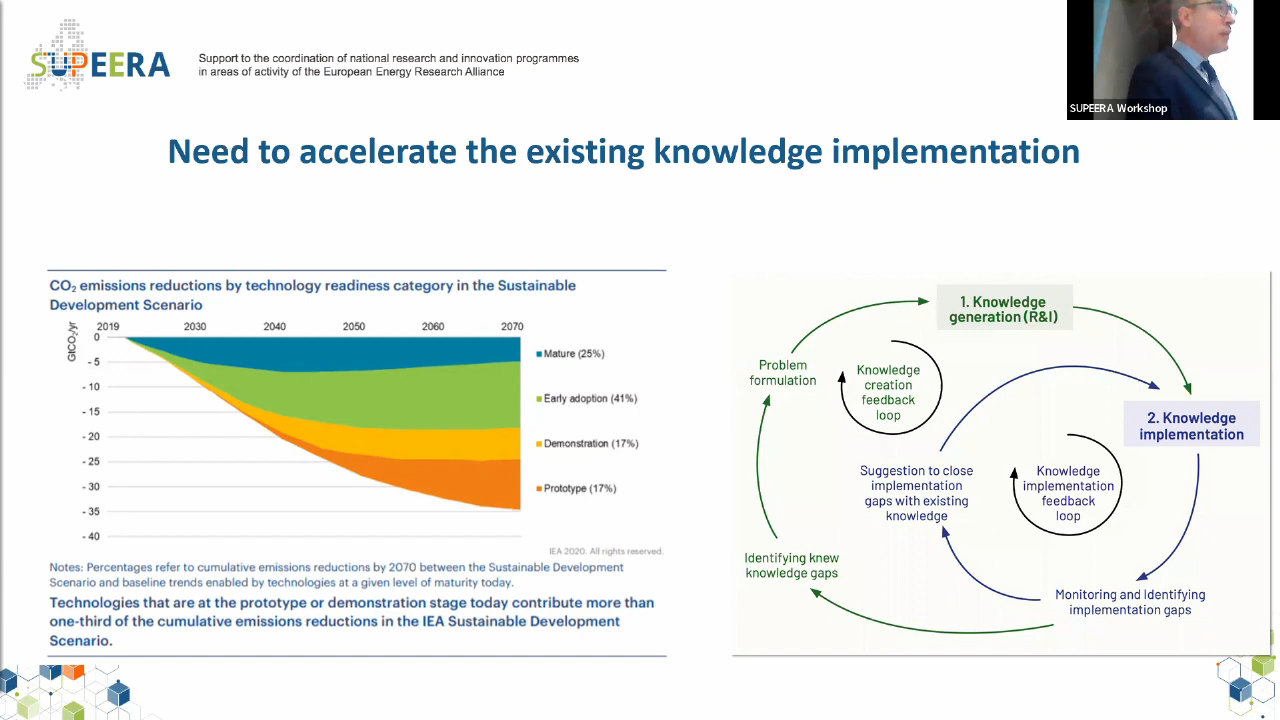 SUPEERA
Support to the coordination of national research and innovation programmes
in areas of activity of the European Energy Research Alliance
SUPEERA Workshop
Need to accelerate the existing knowledge implementation
CO₂ emissions reductions by technology readiness category in the Sustainable
Development Scenario
GtCO₂/yr
2019 2030 2040 2050 2060 2070
0
- 5
- 10
- 15
- 20
- 25
- 30
- 35
- 40
Mature (25%)
Early adoption (41%)
Demonstration (17%)
Prototype (17%)
IEA 2020. All rights reserved.
Notes: Percentages refer to cumulative emissions reductions by 2070 between the Sustainable Development
Scenario and baseline trends enabled by technologies at a given level of maturity today.
Technologies that are at the prototype or demonstration stage today contribute more than
one-third of the cumulative emissions reductions in the IEA Sustainable Development
Scenario.
1. Knowledge
generation (R&I)
Problem
formulation
Knowledge
creation
feedback
loop
2. Knowledge
implementation
Suggestion to close
implementation
gaps with existing
knowledge
Knowledge
implementation
feedback
loop
Identifying knew
knowledge gaps
Monitoring and Identifying
implementation gaps